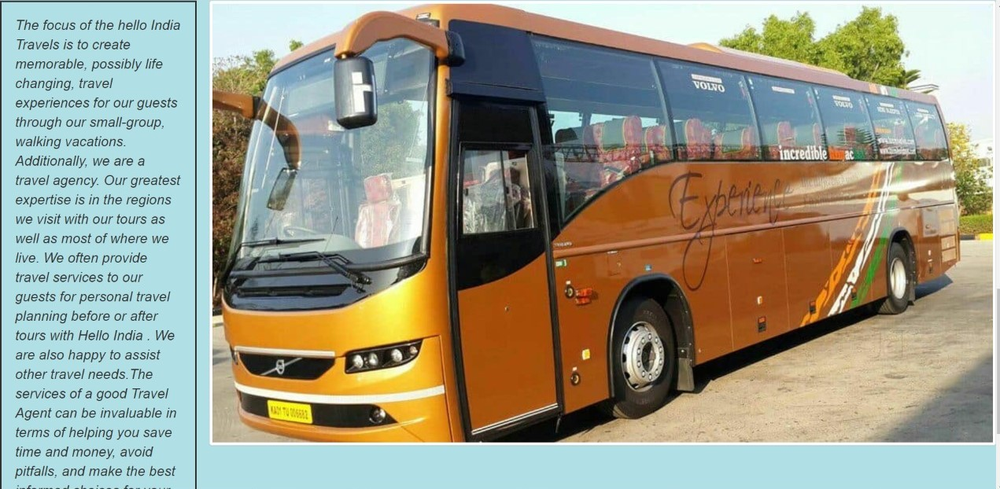 The focus of the hello India
Travels is to create
memorable, possibly life
changing, travel
experiences for our guests
through our small-group,
walking vacations.
Additionally, we are a
travel agency. Our greatest
expertise is in the regions
we visit with our tours as
well as most of where we
live. We often provide
travel services to our
guests for personal travel
planning before or after
tours with Hello India . We
are also happy to assist
other travel needs.The
services of a good Travel
Agent can be invaluable in
terms of helping you save
time and money, avoid
pitfalls, and make the best
informed choices for your
VOLVO
VOLVO
incredible
Experience